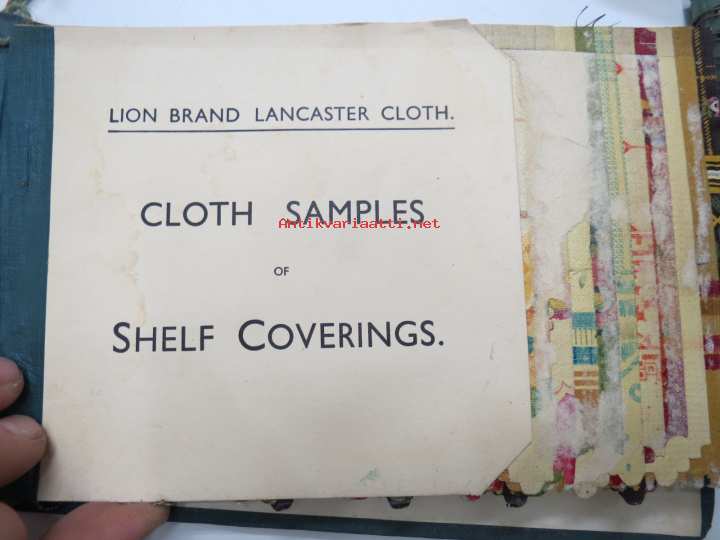 LION BRAND LANCASTER CLOTH.
CLOTH SAMPLES
Antikvariaatti.net
OF
SHELF COVERINGS.